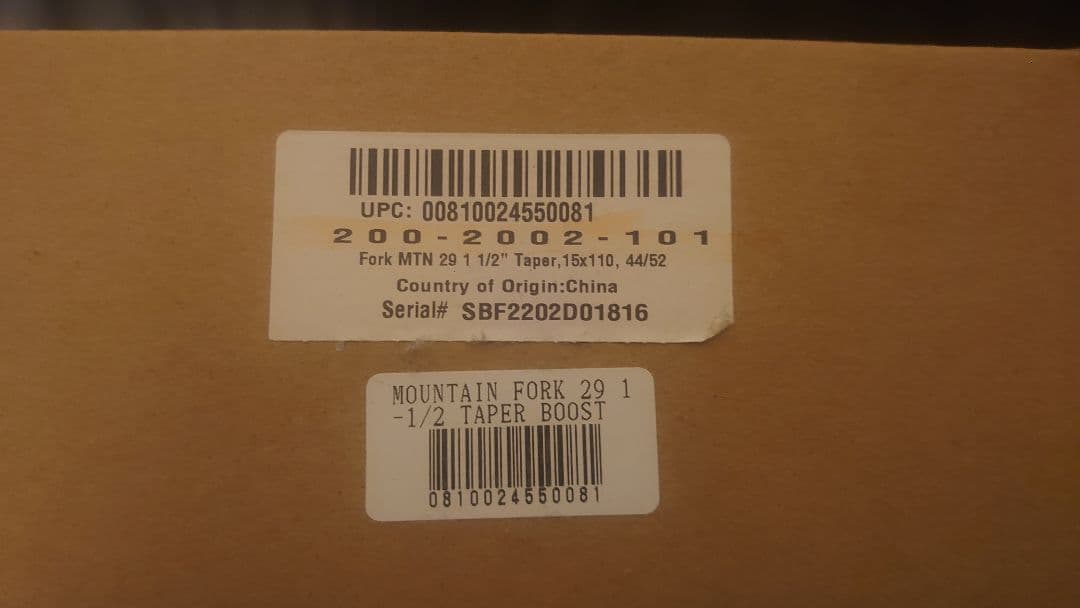 UPC: 00810024550081
200-2002-101
Fork MTN 29 1 1/2" Taper,15x110, 44/52
Country of Origin:China
Serial# SBF2202D01816
MOUNTAIN FORK 29 1
-1/2 TAPER BOOST
0810024550081